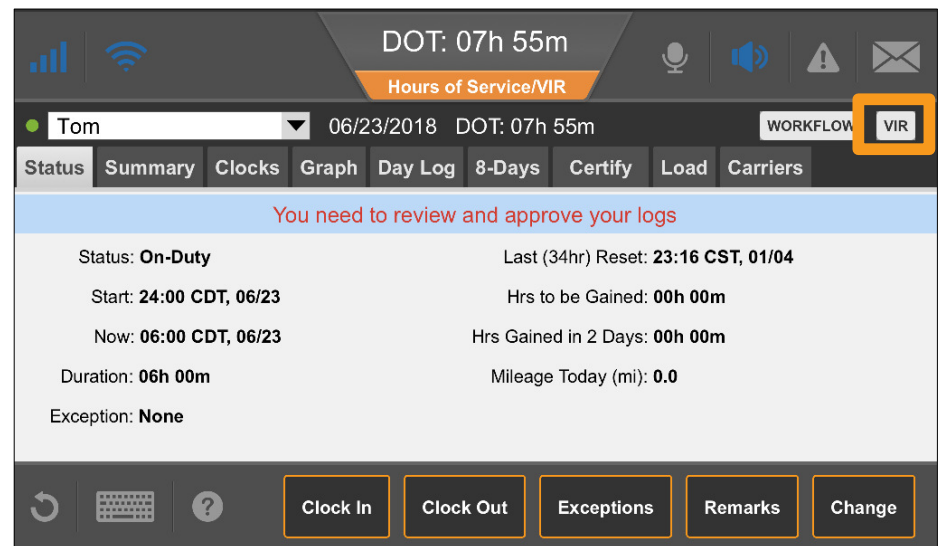 DOT: 07h 55m
Hours of Service/VIR
Tom 06/23/2018 DOT: 07h 55m WORKFLOW VIR
Status Summary Clocks Graph Day Log 8-Days Certify Load Carriers
You need to review and approve your logs
Status: On-Duty Last (34hr) Reset: 23:16 CST, 01/04
Start: 24:00 CDT, 06/23 Hrs to be Gained: 00h 00m
Now: 06:00 CDT, 06/23 Hrs Gained in 2 Days: 00h 00m
Duration: 06h 00m Mileage Today (mi): 0.0
Exception: None
? Clock In Clock Out Exceptions Remarks Change